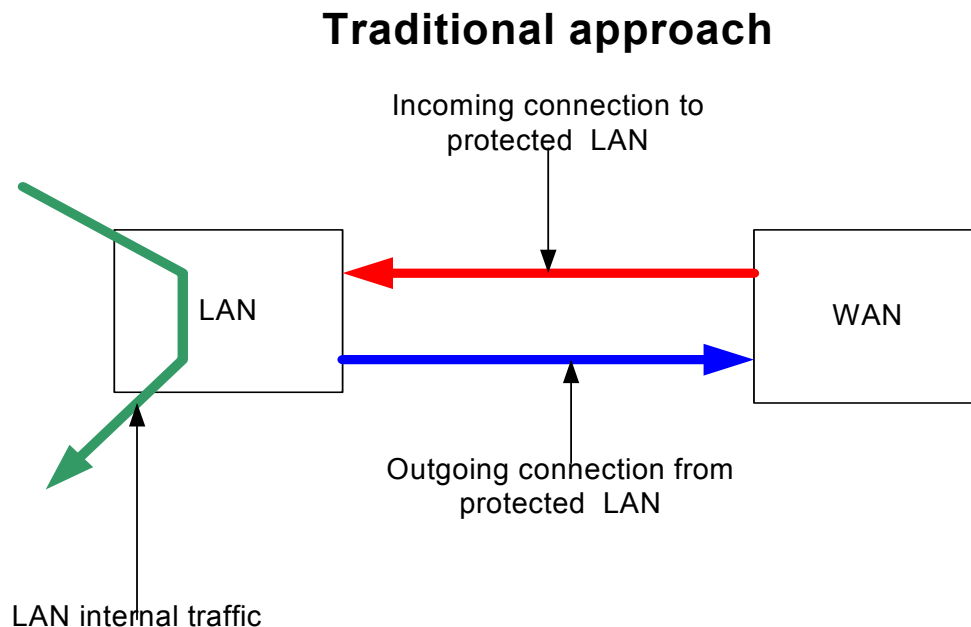 Traditional approach
Incoming connection to
protected LAN
LAN
WAN
Outgoing connection from
protected LAN
LAN internal traffic